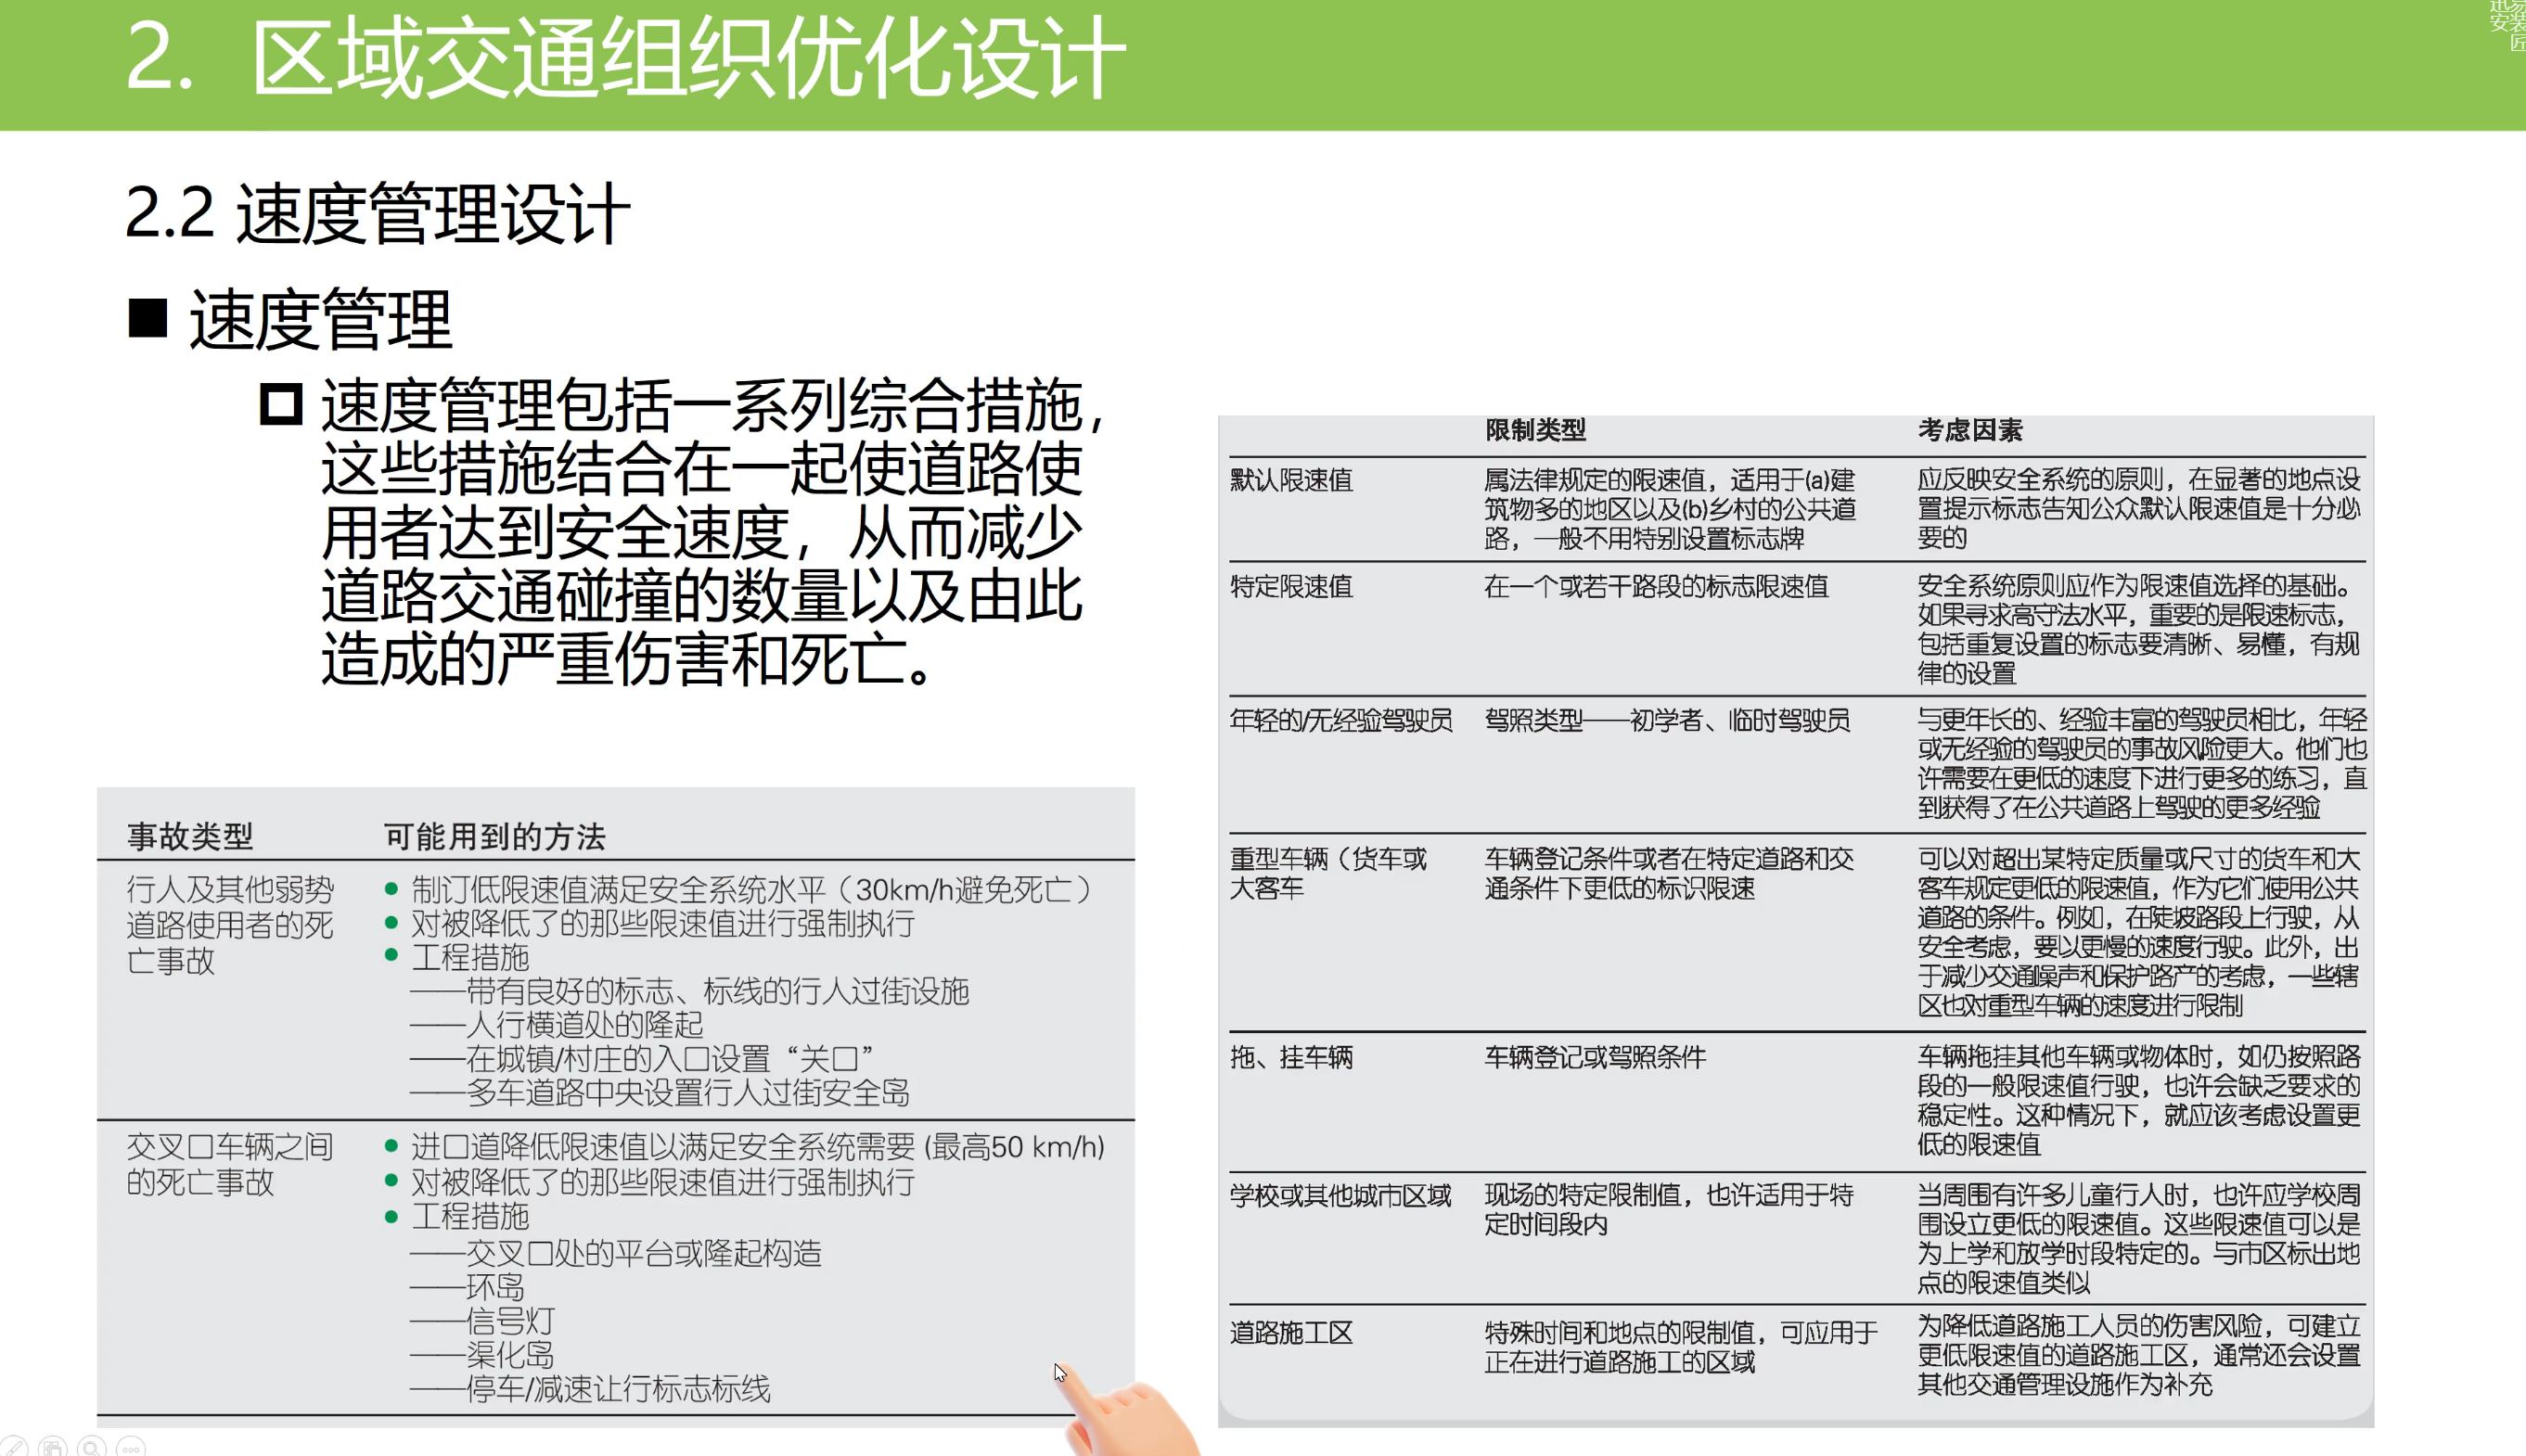 2. 区域交通组织优化设计
迅易
安装
匠
2.2 速度管理设计
■ 速度管理
速度管理包括一系列综合措施，
这些措施结合在一起使道路使
用者达到安全速度，从而减少
道路交通碰撞的数量以及由此
造成的严重伤害和死亡。
事故类型 可能用到的方法
行人及其他弱势
道路使用者的死
亡事故
● 制订低限速值满足安全系统水平（30km/h避免死亡）
● 对被降低了的那些限速值进行强制执行
● 工程措施
——带有良好的标志、标线的行人过街设施
——人行横道处的隆起
——在城镇/村庄的入口设置“关口”
——多车道路中央设置行人过街安全岛
交叉口车辆之间
的死亡事故
● 进口道降低限速值以满足安全系统需要 (最高50 km/h)
● 对被降低了的那些限速值进行强制执行
● 工程措施
——交叉口处的平台或隆起构造
——环岛
——信号灯
——渠化岛
——停车/减速让行标志标线
限制类型 考虑因素
默认限速值
属法律规定的限速值，适用于(a)建
筑物多的地区以及(b)乡村的公共道
路，一般不用特别设置标志牌
应反映安全系统的原则，在显著的地点设
置提示标志告知公众默认限速值是十分必
要的
特定限速值
在一个或若干路段的标志限速值
安全系统原则应作为限速值选择的基础。
如果寻求高守法水平，重要的是限速标志，
包括重复设置的标志要清晰、易懂，有规
律的设置
年轻的/无经验驾驶员
驾照类型——初学者、临时驾驶员
与更年长的、经验丰富的驾驶员相比，年轻
或无经验的驾驶员的事故风险更大。他们也
许需要在更低的速度下进行更多的练习，直
到获得了在公共道路上驾驶的更多经验
重型车辆（货车或
大客车
车辆登记条件或者在特定道路和交
通条件下更低的标识限速
可以对超出某特定质量或尺寸的货车和大
客车规定更低的限速值，作为它们使用公共
道路的条件。例如，在陡坡路段上行驶，从
安全考虑，要以更慢的速度行驶。此外，出
于减少交通噪声和保护路产的考虑，一些辖
区也对重型车辆的速度进行限制
拖、挂车辆
车辆登记或驾照条件
车辆拖挂其他车辆或物体时，如仍按照路
段的一般限速值行驶，也许会缺乏要求的
稳定性。这种情况下，就应该考虑设置更
低的限速值
学校或其他城市区域
现场的特定限制值，也许适用于特
定时间段内
当周围有许多儿童行人时，也许应学校周
围设立更低的限速值。这些限速值可以是
为上学和放学时段特定的。与市区标出地
点的限速值类似
道路施工区
特殊时间和地点的限制值，可应用于
正在进行道路施工的区域
为降低道路施工人员的伤害风险，可建立
更低限速值的道路施工区，通常还会设置
其他交通管理设施作为补充